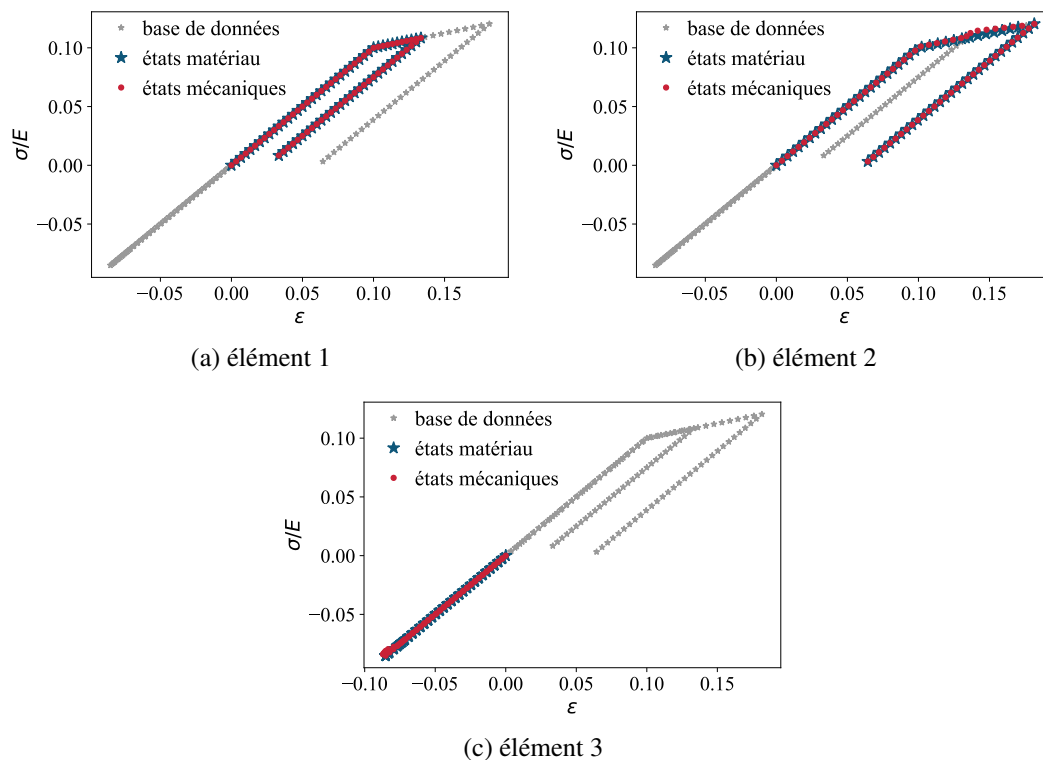 base de données
états matériau
états mécaniques
0.10
0.05
0.00
−0.05
σ/E
−0.05 0.00 0.05 0.10 0.15
ε
(a) élément 1
base de données
états matériau
états mécaniques
0.10
0.05
0.00
−0.05
σ/E
−0.05 0.00 0.05 0.10 0.15
ε
(b) élément 2
base de données
états matériau
états mécaniques
0.10
0.05
0.00
−0.05
σ/E
−0.10 −0.05 0.00 0.05 0.10 0.15
ε
(c) élément 3